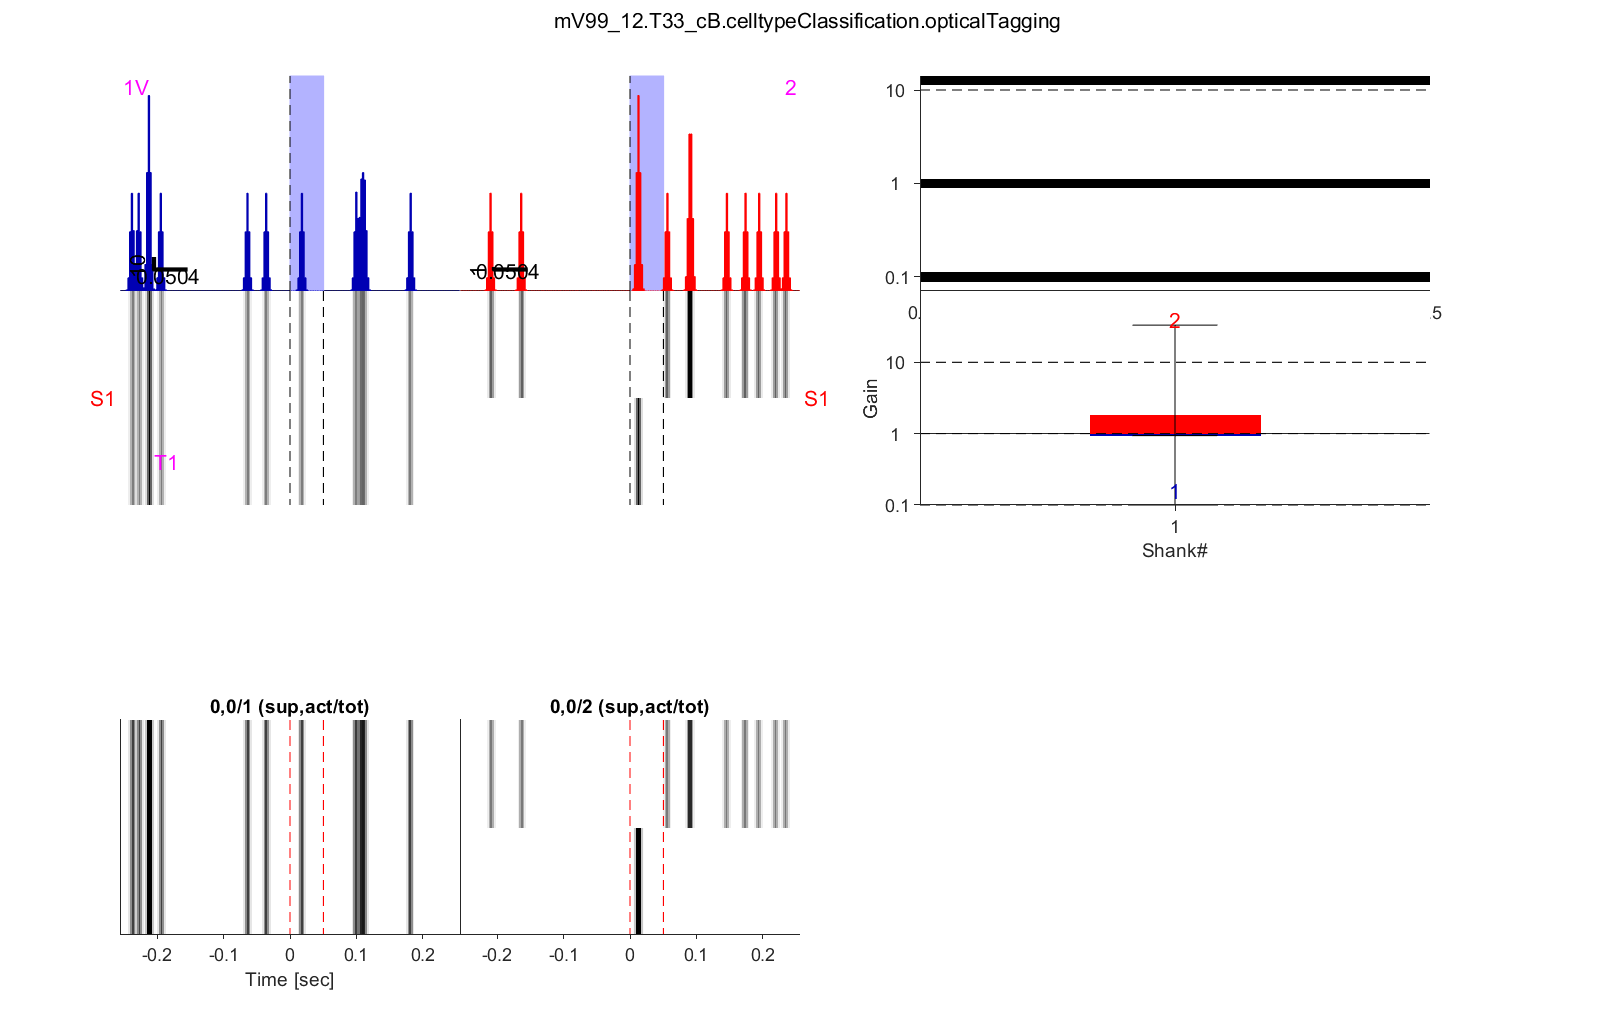 mV99_12.T33_cB.celltypeClassification.opticalTagging
1V
2
0.0504
0.0504
S1
S1
T1
10
1
0.1
0.
.5
2
10
1
0.1
Gain
1
1
Shank#
0,0/1 (sup,act/tot)
0,0/2 (sup,act/tot)
-0.2
-0.1
0
0.1
0.2
-0.2
-0.1
0
0.1
0.2
Time [sec]